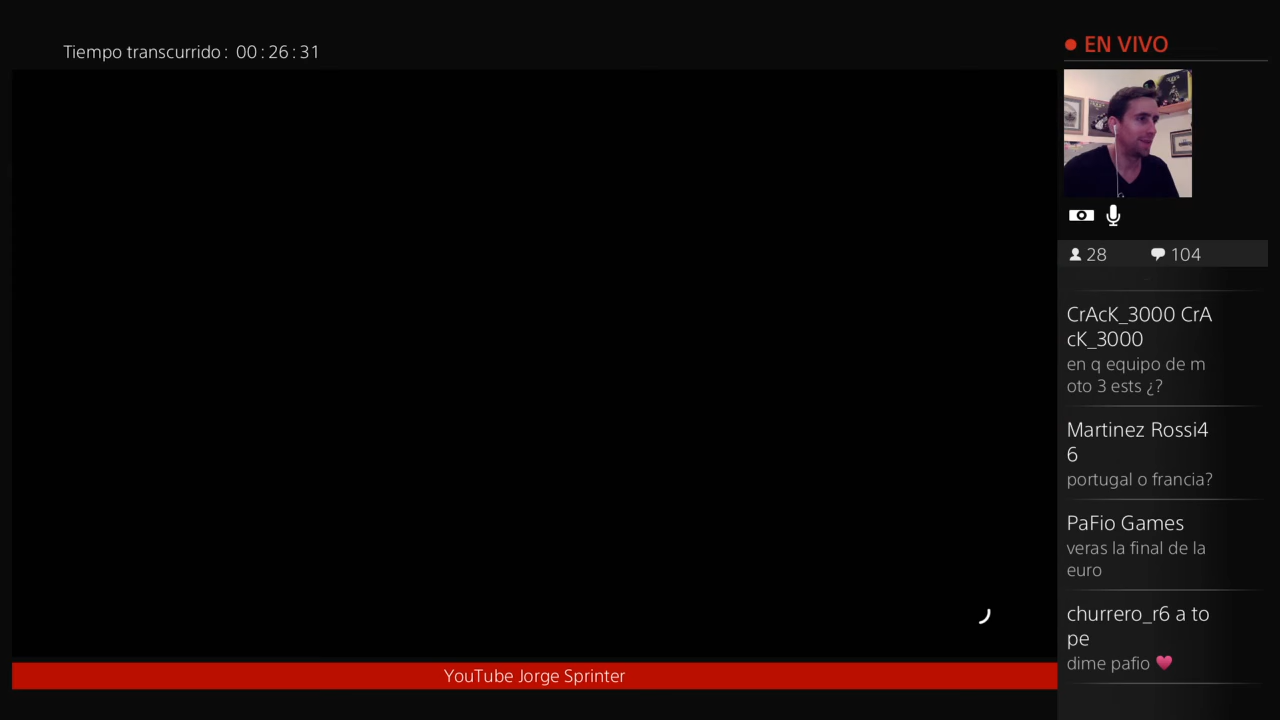 Tiempo transcurrido : 00 : 26 : 31
EN VIVO
28 104
CrAcK_3000 CrA
cK_3000
en q equipo de m
oto 3 ests ¿?
Martinez Rossi4
6
portugal o francia?
PaFio Games
veras la final de la
euro
churrero_r6 a to
pe
dime pafio
YouTube Jorge Sprinter